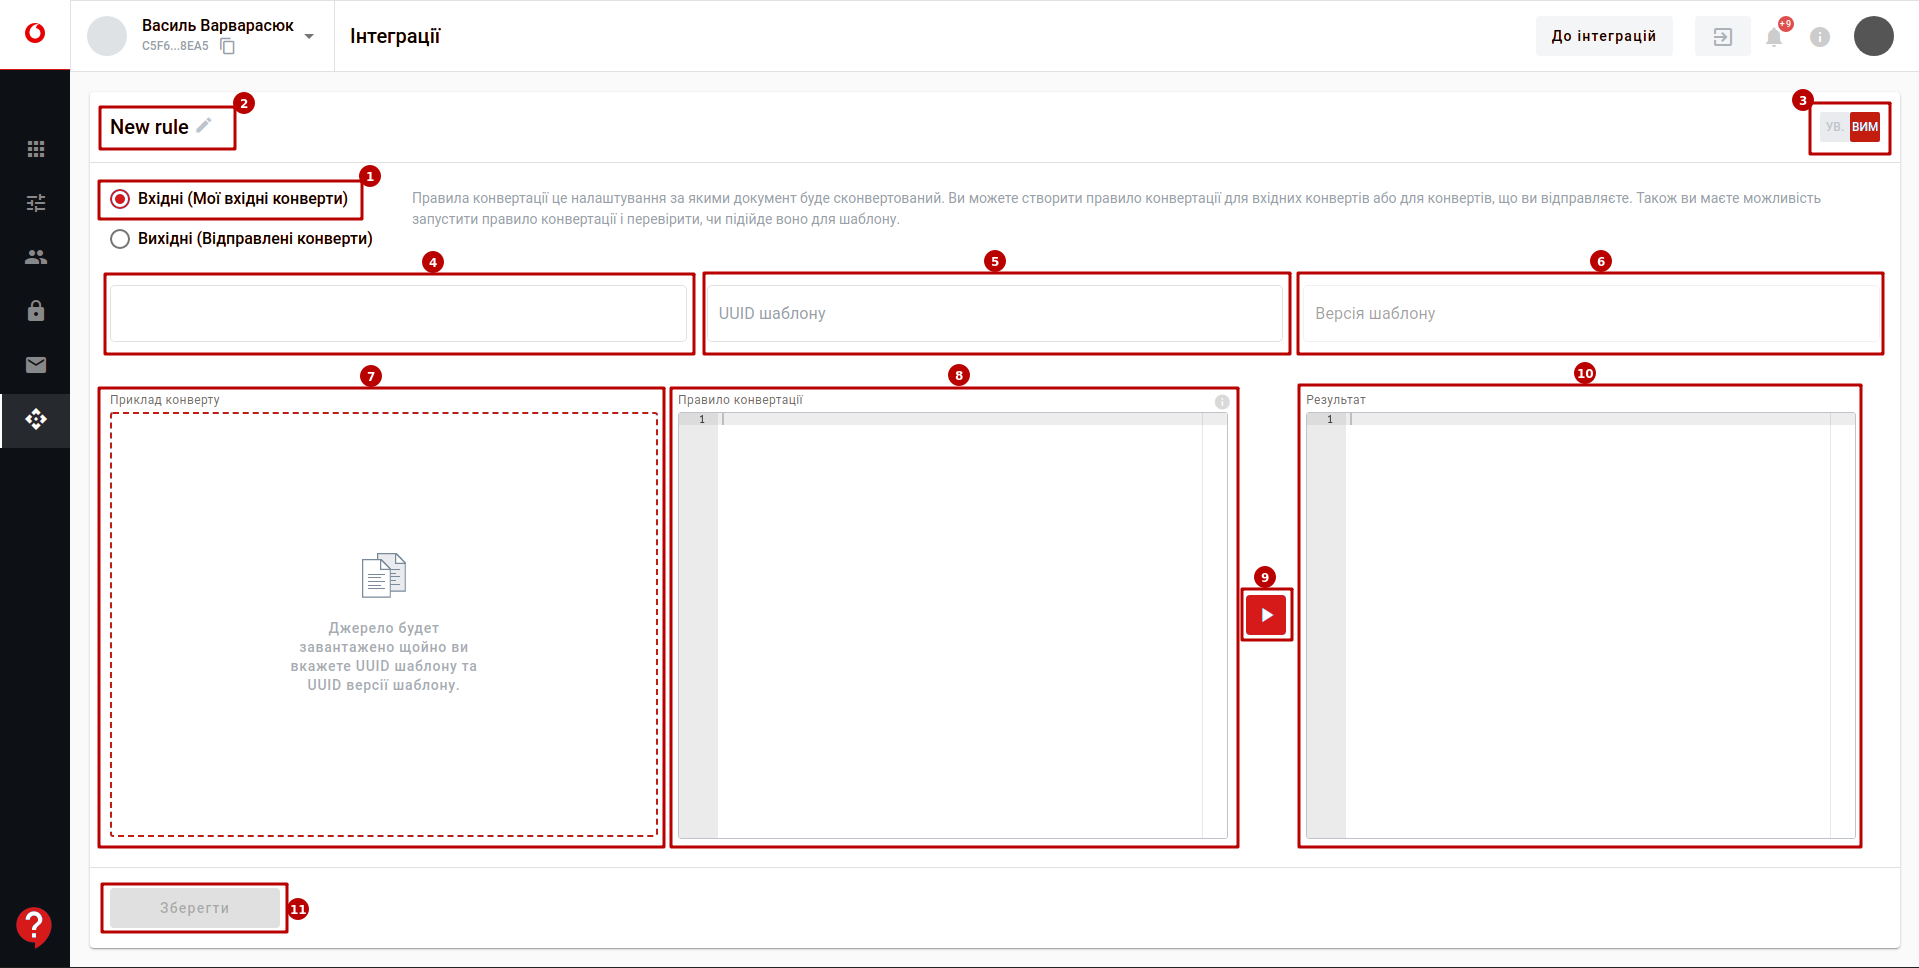 Василь Варварасюк
C5F6...8EA5
Інтеграції
До інтеграцій
+9
2
New rule
3
УВ. ВИМ
1
Вхідні (Мої вхідні конверти)
Вихідні (Відправлені конверти)
Правила конвертації це налаштування за якими документ буде сконвертований. Ви можете створити правило конвертації для вхідних конвертів або для конвертів, що ви відправляєте. Також ви маєте можливість
запустити правило конвертації і перевірити, чи підійде воно для шаблону.
4
5
UUID шаблону
6
Версія шаблону
7
Приклад конверту
Джерело будет
завантажено щойно ви
вкажете UUID шаблону та
UUID версії шаблону.
8
Правило конвертації
1
9
10
Результат
1
Зберегти
11